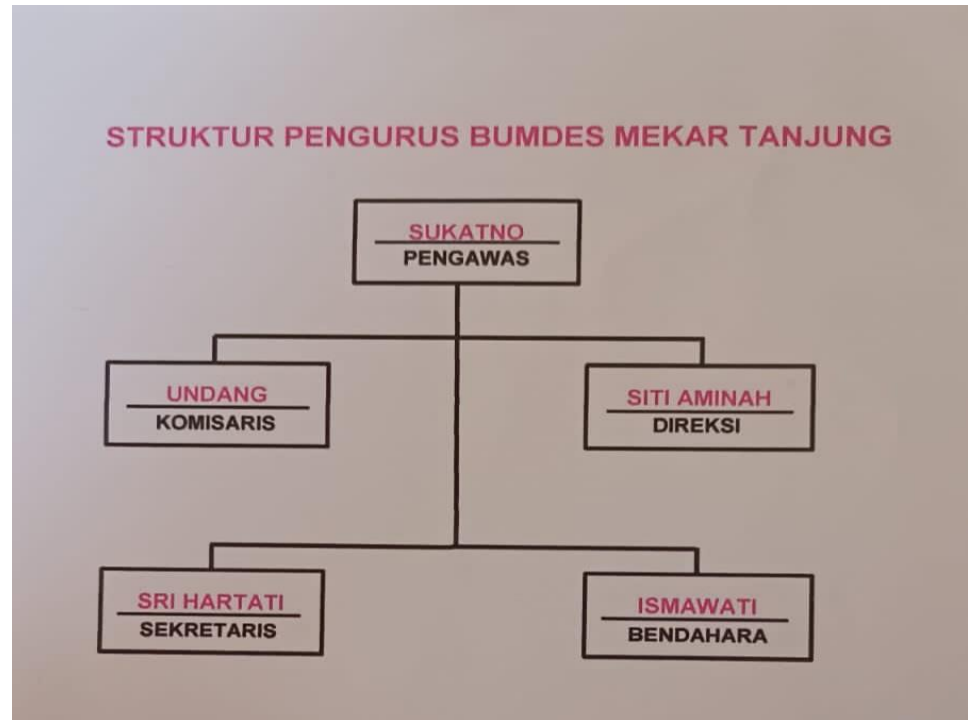 STRUKTUR PENGURUS BUMDES MEKAR TANJUNG
SUKATNO
PENGAWAS
UNDANG
KOMISARIS
SITI AMINAH
DIREKSI
SRI HARTATI
SEKRETARIS
ISMAWATI
BENDAHARA